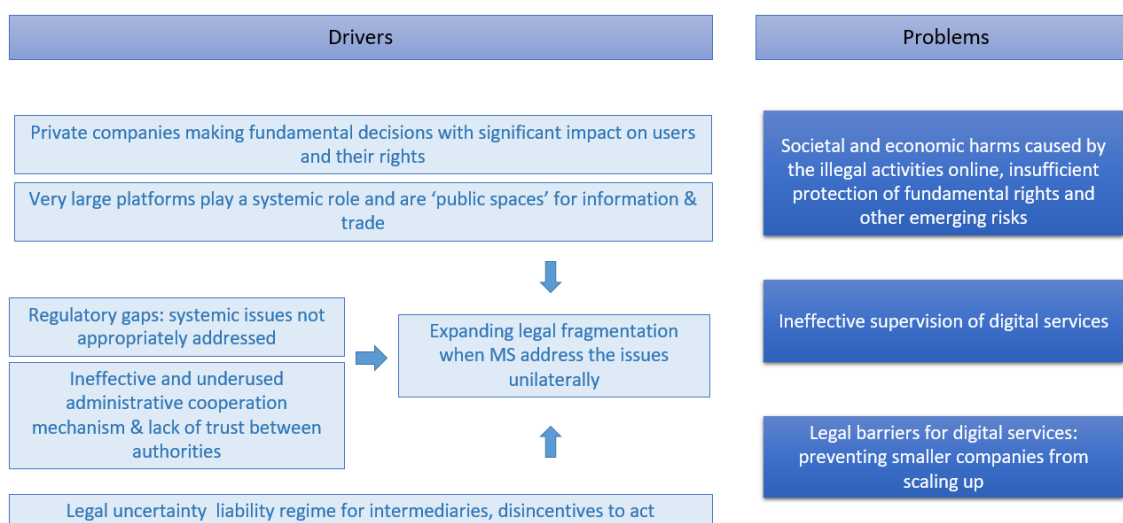 Drivers
Problems
Private companies making fundamental decisions with significant impact on users
and their rights
Very large platforms play a systemic role and are ‘public spaces’ for information &
trade
Regulatory gaps: systemic issues not
appropriately addressed
Ineffective and underused
administrative cooperation
mechanism & lack of trust between
authorities
Expanding legal fragmentation
when MS address the issues
unilaterally
Legal uncertainty  liability regime for intermediaries, disincentives to act
Societal and economic harms caused by
the illegal activities online, insufficient
protection of fundamental rights and
other emerging risks
Ineffective supervision of digital services
Legal barriers for digital services:
preventing smaller companies from
scaling up